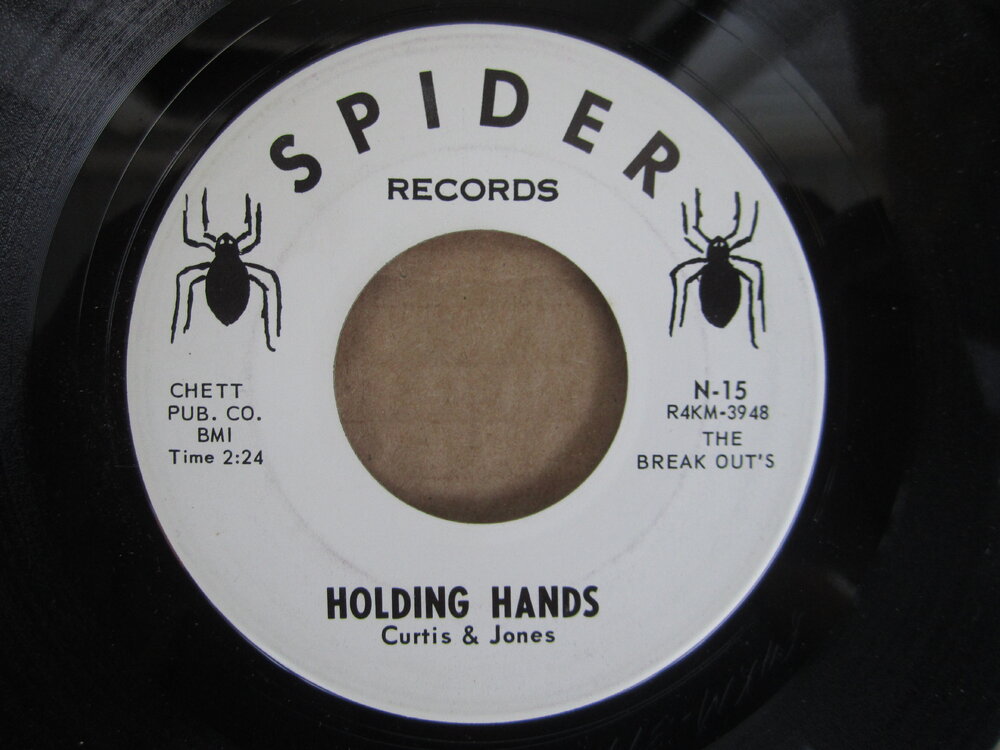 SPIDER
RECORDS
CHETT
PUB. CO.
BMI
Time 2:24
N-15
R4KM-3948
THE
BREAK OUT'S
HOLDING HANDS
Curtis & Jones